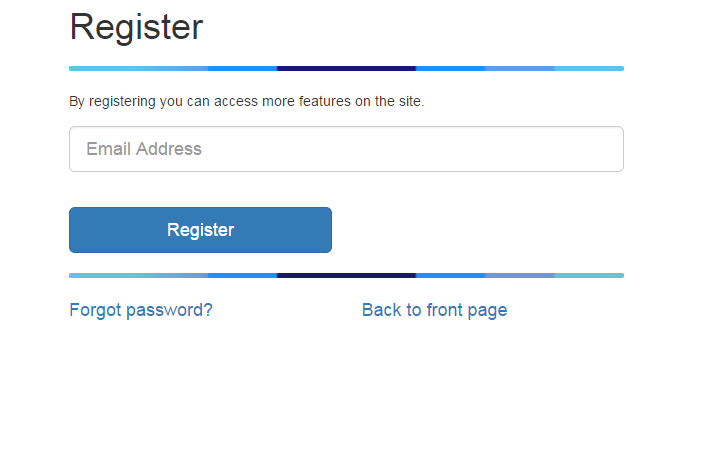 Register
By registering you can access more features on the site.
Email Address
Register
Forgot password?
Back to front page